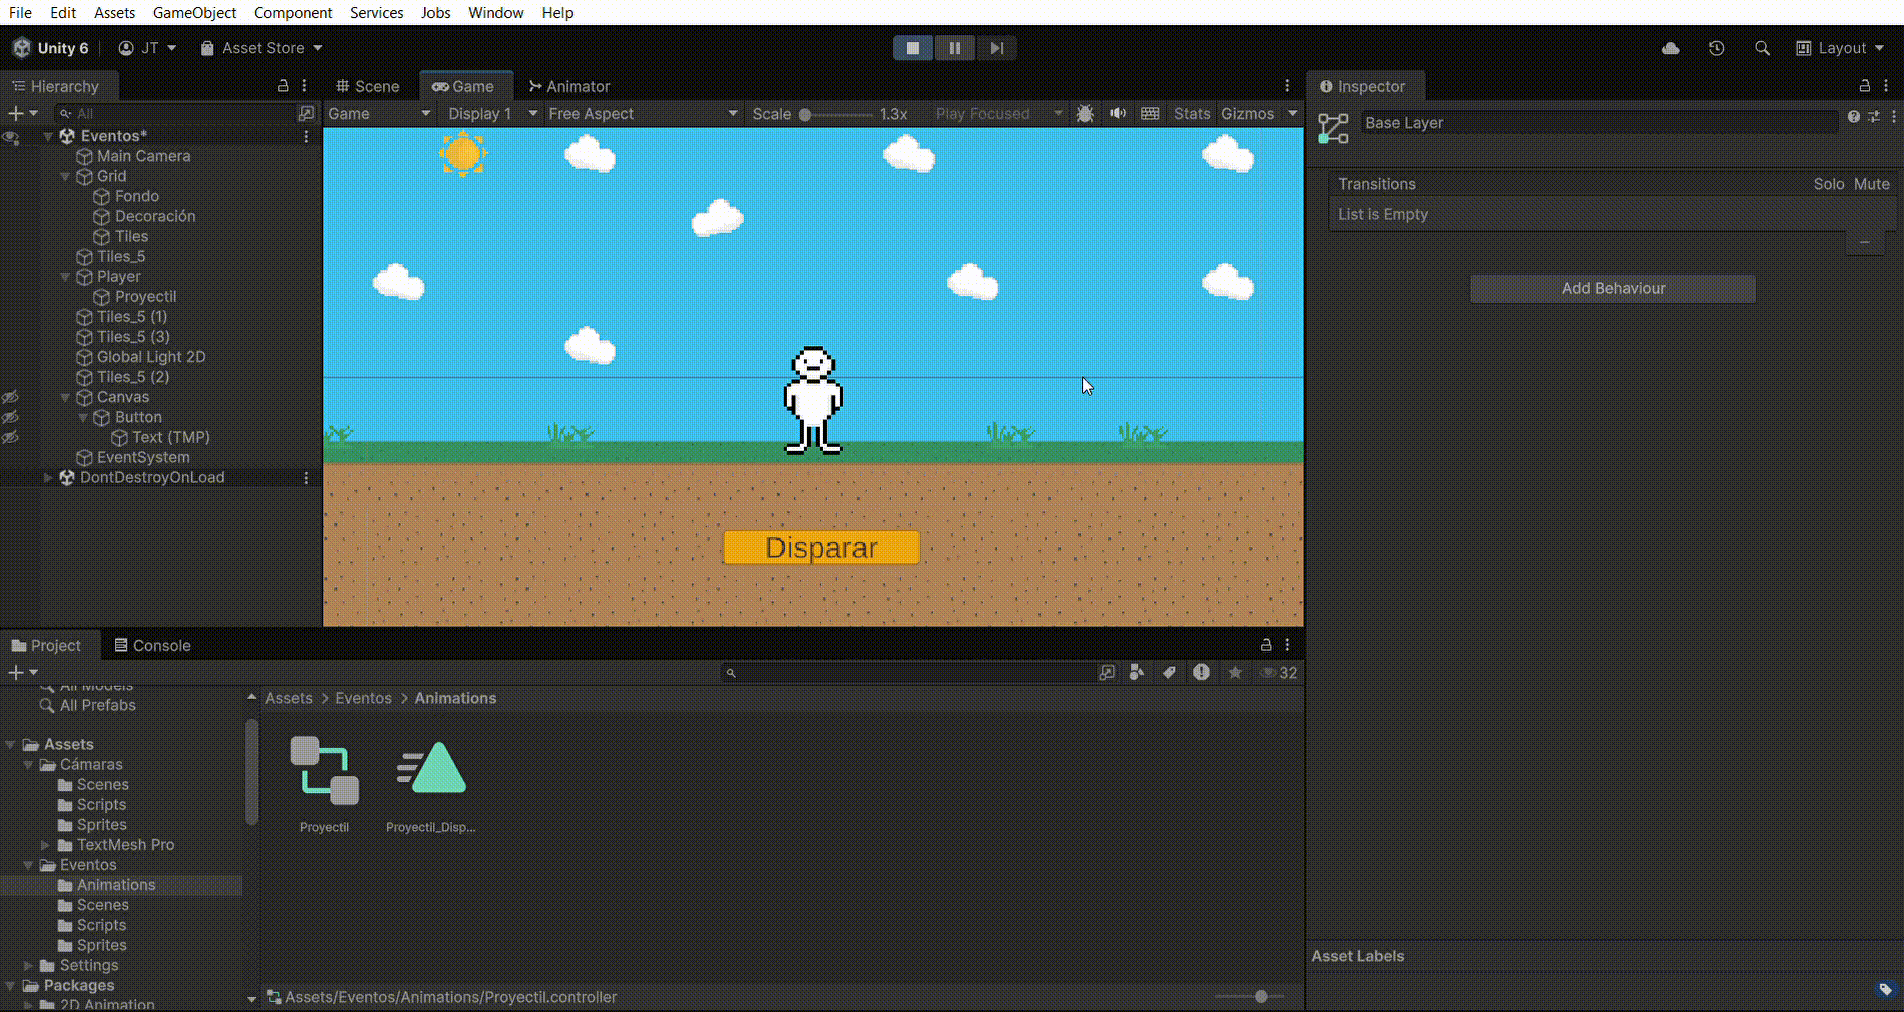 File Edit Assets GameObject Component Services Jobs Window Help
Unity 6 JT Asset Store Layout
Hierarchy
All
Eventos*
Main Camera
Grid
Fondo
Decoración
Tiles
Tiles_5
Player
Proyectil
Tiles_5 (1)
Tiles_5 (3)
Global Light 2D
Tiles_5 (2)
Canvas
Button
Text (TMP)
EventSystem
DontDestroyOnLoad
Scene Game Animator
Game Display 1 Free Aspect Scale 1.3x Play Focused Stats Gizmos
Disparar
Inspector
Base Layer
Transitions Solo Mute
List is Empty
Add Behaviour
Asset Labels
Project Console
32
All Models
All Prefabs
Assets
Cámaras
Scenes
Scripts
Sprites
TextMesh Pro
Eventos
Animations
Scenes
Scripts
Sprites
Settings
Packages
2D Animation
Assets > Eventos > Animations
Proyectil Proyectil_Disp...
Assets/Eventos/Animations/Proyectil.controller